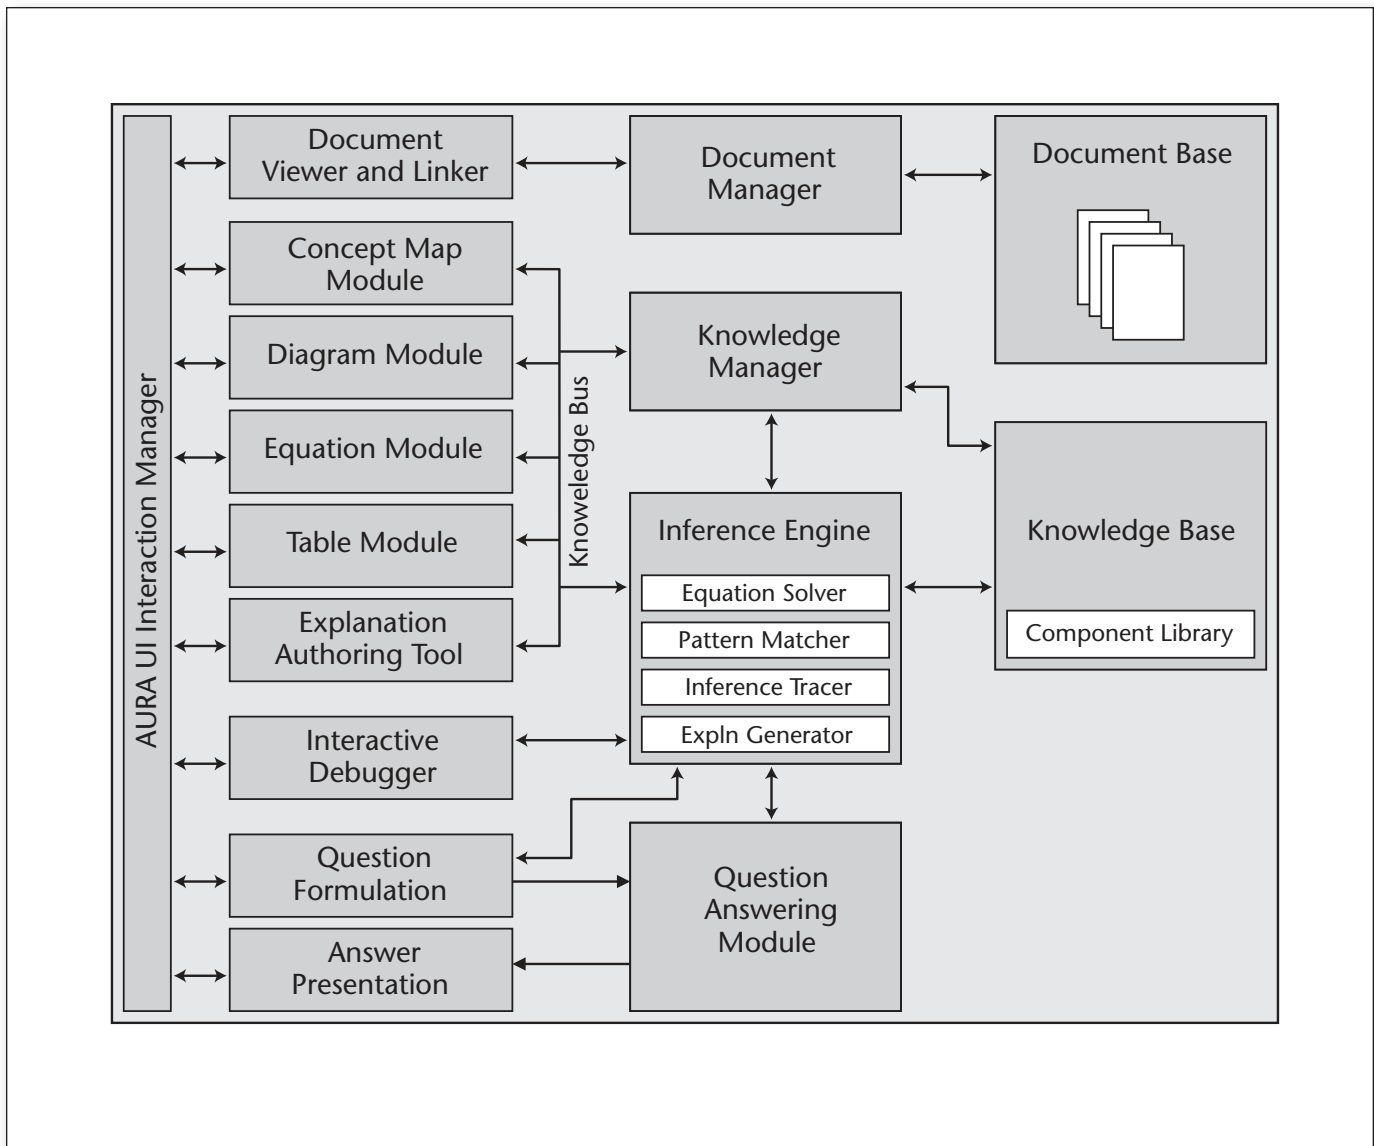 AURA UI Interaction Manager
Document
Viewer and Linker
Concept Map
Module
Diagram Module
Equation Module
Table Module
Explanation
Authoring Tool
Interactive
Debugger
Question
Formulation
Answer
Presentation
Knoweledge Bus
Document
Manager
Knowledge
Manager
Inference Engine
Equation Solver
Pattern Matcher
Inference Tracer
Expln Generator
Question
Answering
Module
Document Base
Knowledge Base
Component Library